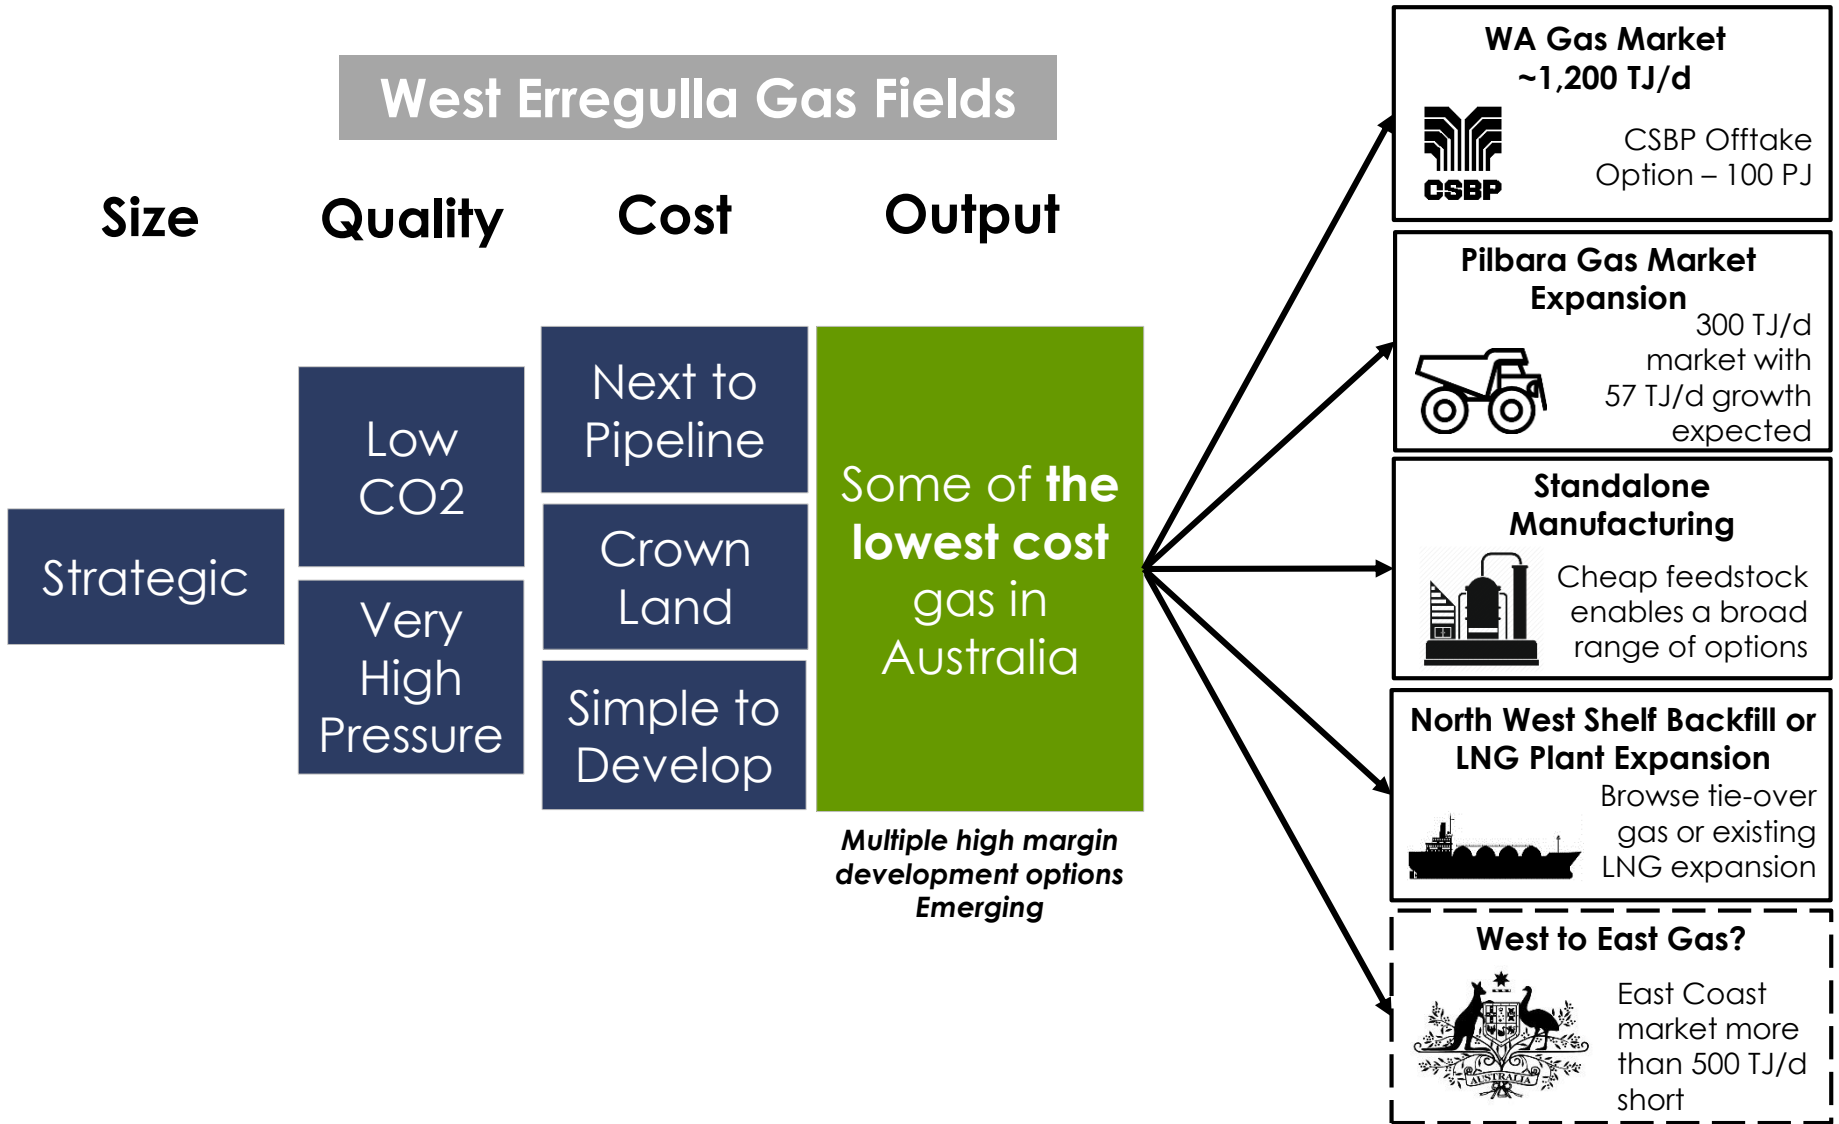 West Erregulla Gas Fields
Size
Quality
Cost
Output
Strategic
Low
CO2
Very
High
Pressure
Next to
Pipeline
Crown
Land
Simple to
Develop
Some of the
lowest cost
gas in
Australia
Multiple high margin
development options
Emerging
WA Gas Market
~1,200 TJ/d
CSBP
CSBP Offtake
Option – 100 PJ
Pilbara Gas Market
Expansion
300 TJ/d
market with
57 TJ/d growth
expected
Standalone
Manufacturing
Cheap feedstock
enables a broad
range of options
North West Shelf Backfill or
LNG Plant Expansion
Browse tie-over
gas or existing
LNG expansion
West to East Gas?
AUSTRALIA
East Coast
market more
than 500 TJ/d
short